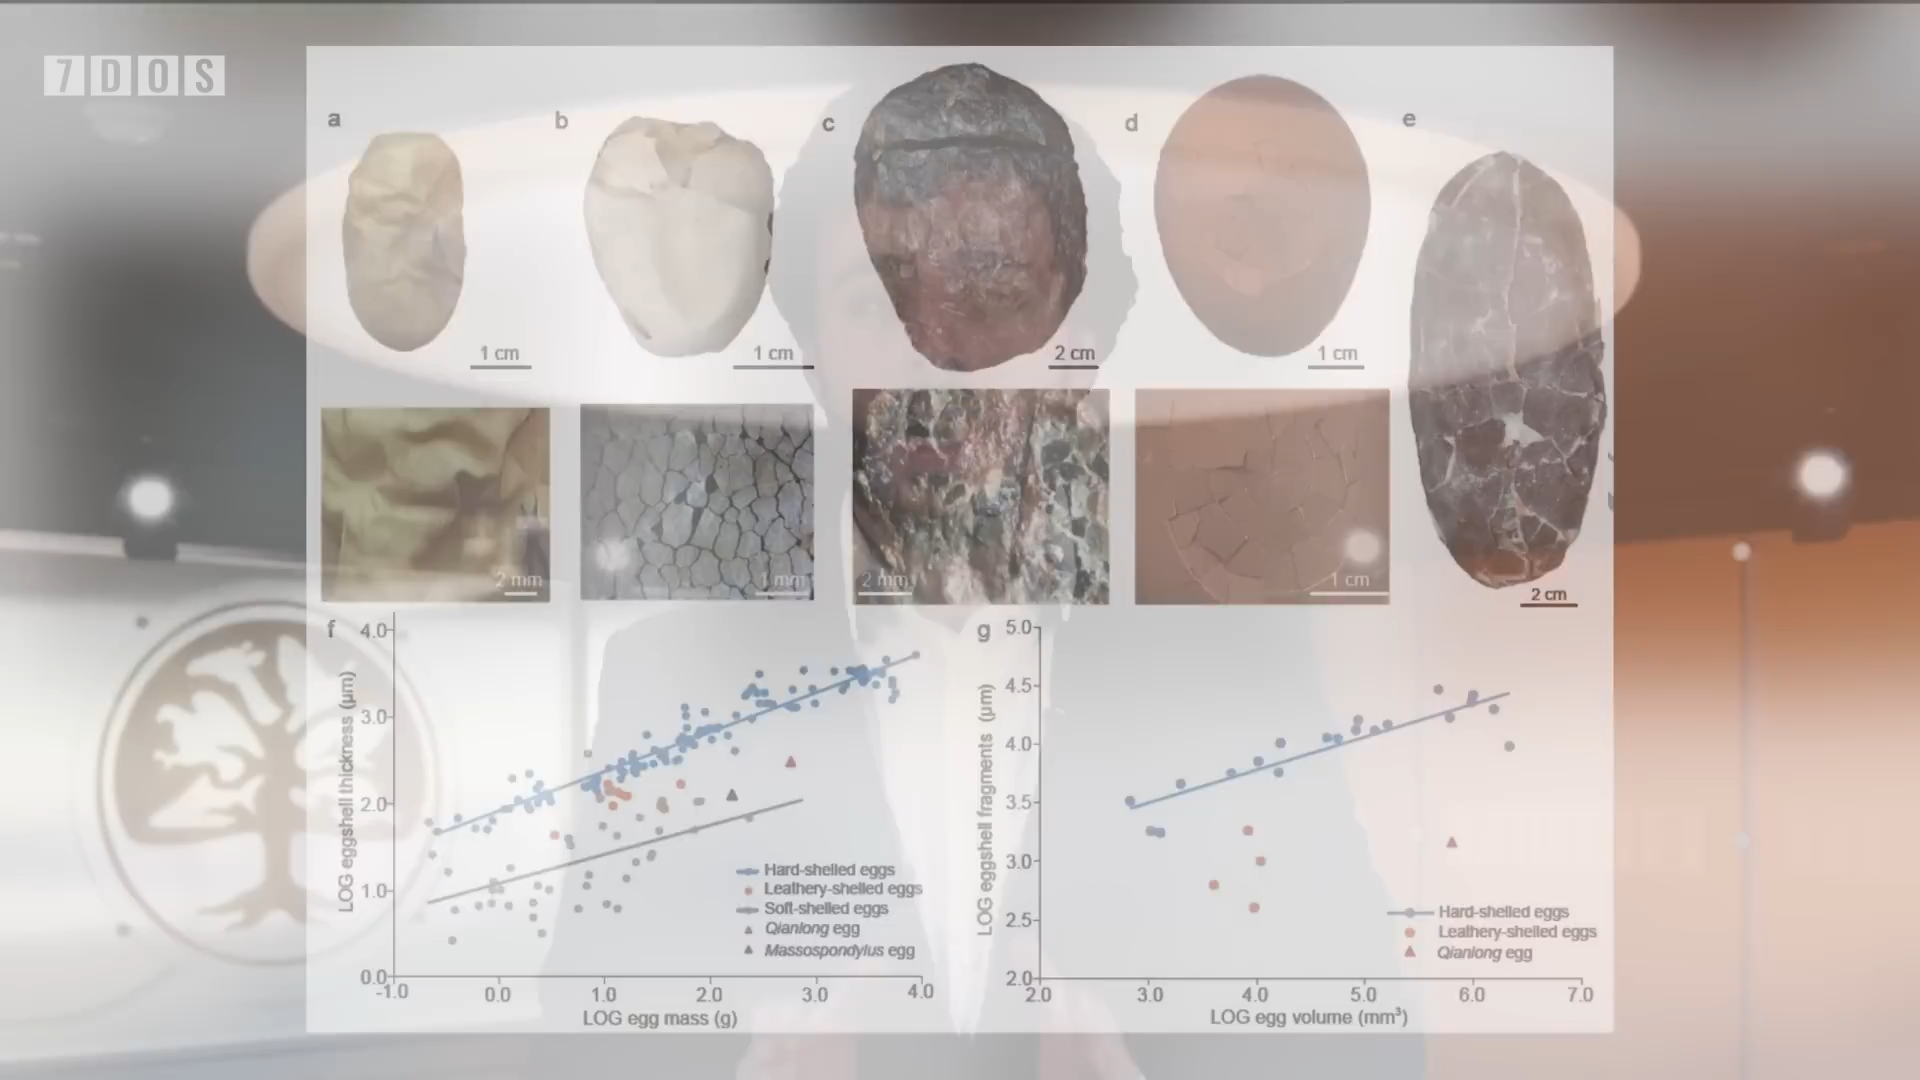 7DOS
a
b
c
d
e
1 cm
1 cm
2 cm
1 cm
2 mm
1 mm
2 mm
1 cm
2 cm
f
4.0
3.0
2.0
1.0
0.0
LOG eggshell thickness (µm)
-1.0 0.0 1.0 2.0 3.0 4.0
LOG egg mass (g)
Hard-shelled eggs
Leathery-shelled eggs
Soft-shelled eggs
Qianlong egg
Massospondylus egg
g
5.0
4.5
4.0
3.5
3.0
2.5
2.0
LOG eggshell fragments (µm)
2.0 3.0 4.0 5.0 6.0 7.0
LOG egg volume (mm³)
Hard-shelled eggs
Leathery-shelled eggs
Qianlong egg